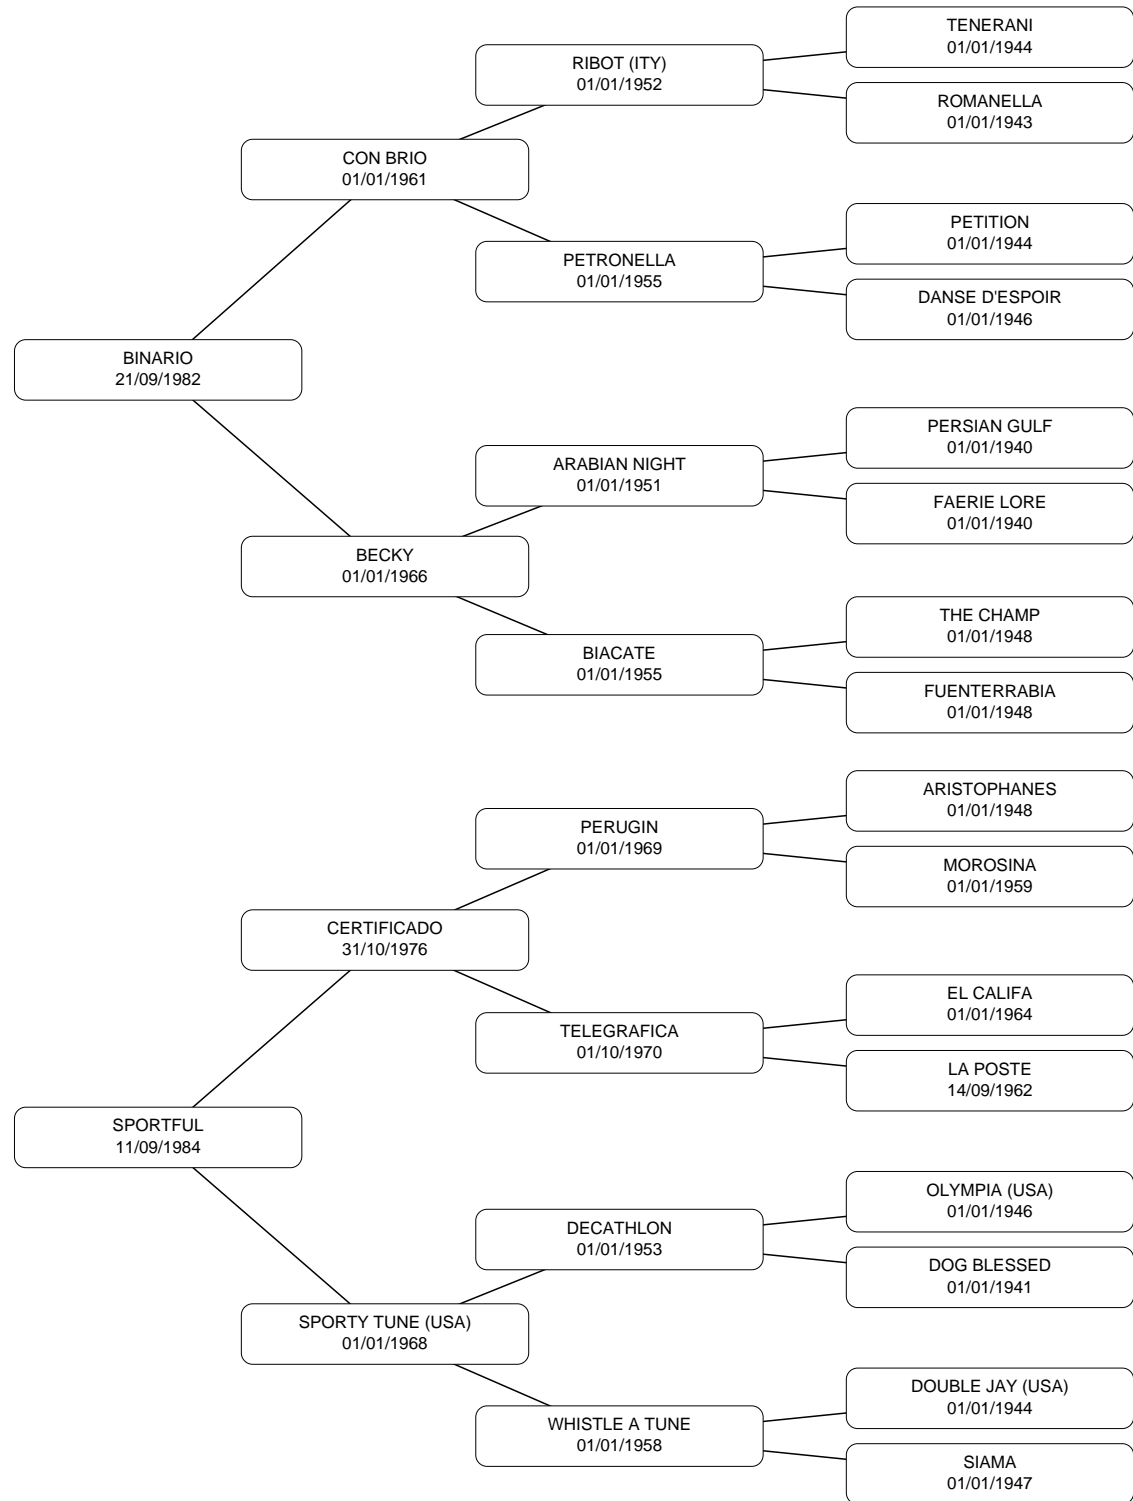 TENERANI
01/01/1944
RIBOT (ITY)
01/01/1952
ROMANELLA
01/01/1943
CON BRIO
01/01/1961
PETITION
01/01/1944
PETRONELLA
01/01/1955
DANSE D'ESPOIR
01/01/1946
BINARIO
21/09/1982
PERSIAN GULF
01/01/1940
ARABIAN NIGHT
01/01/1951
FAERIE LORE
01/01/1940
BECKY
01/01/1966
THE CHAMP
01/01/1948
BIACATE
01/01/1955
FUENTERRABIA
01/01/1948
ARISTOPHANES
01/01/1948
PERUGIN
01/01/1969
MOROSINA
01/01/1959
CERTIFICADO
31/10/1976
EL CALIFA
01/01/1964
TELEGRAFICA
01/10/1970
LA POSTE
14/09/1962
SPORTFUL
11/09/1984
OLYMPIA (USA)
01/01/1946
DECATHLON
01/01/1953
DOG BLESSED
01/01/1941
SPORTY TUNE (USA)
01/01/1968
DOUBLE JAY (USA)
01/01/1944
WHISTLE A TUNE
01/01/1958
SIAMA
01/01/1947